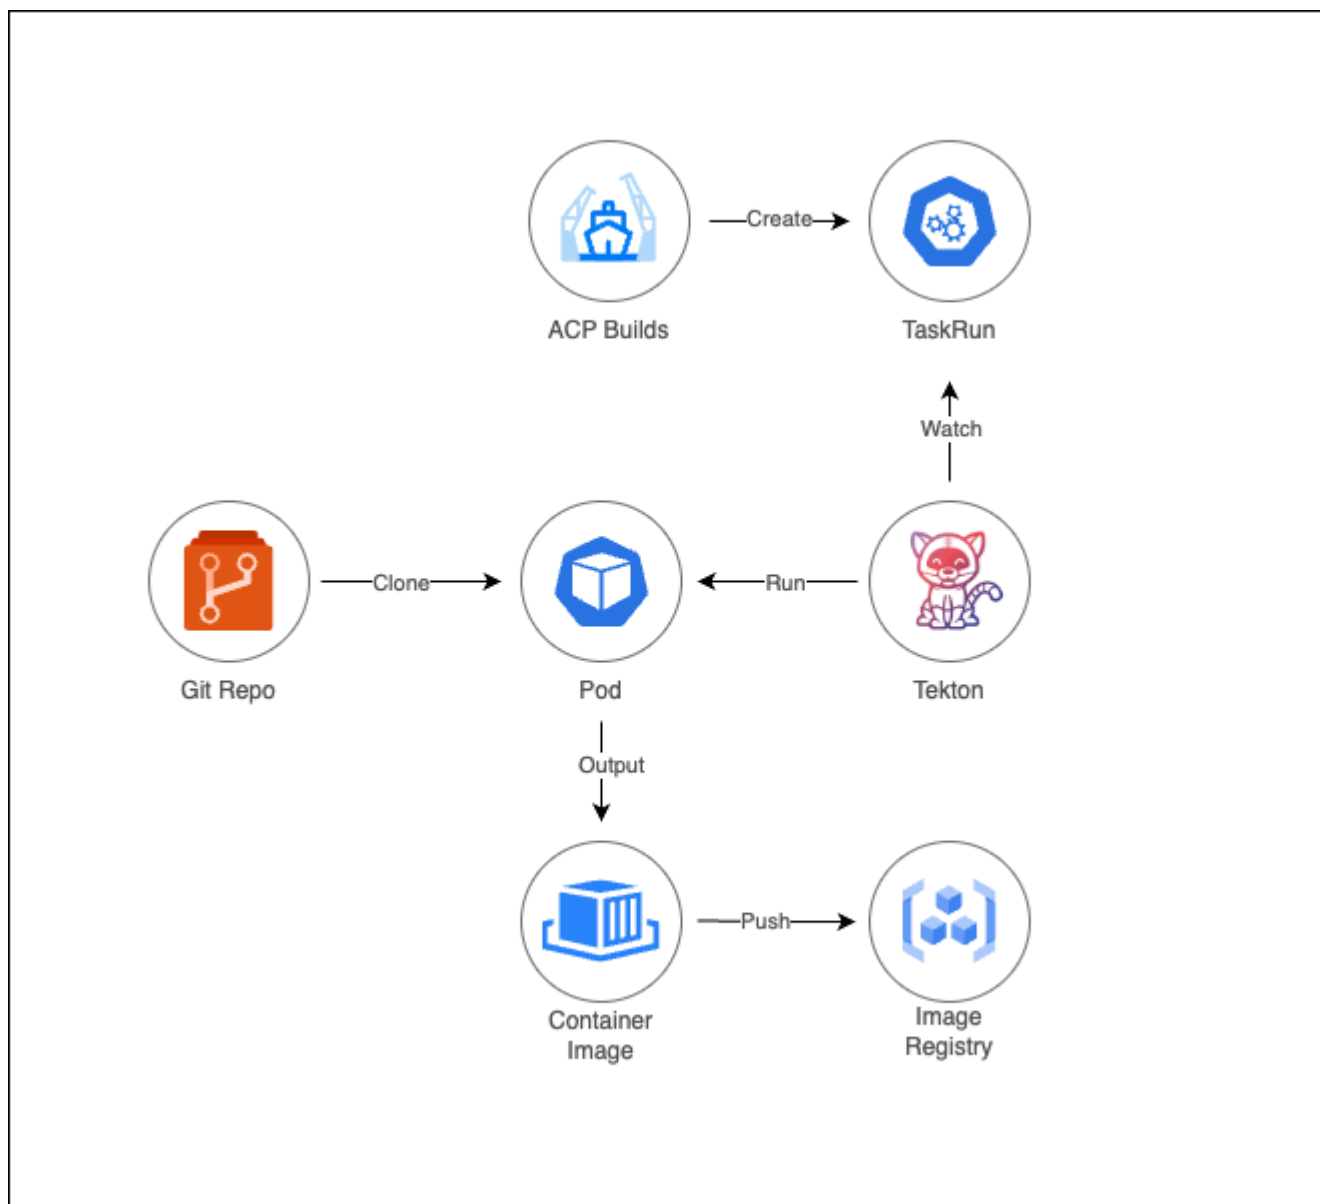 Create
ACP Builds
TaskRun
Watch
Clone
Run
Git Repo
Pod
Tekton
Output
Push
Container
Image
Image
Registry